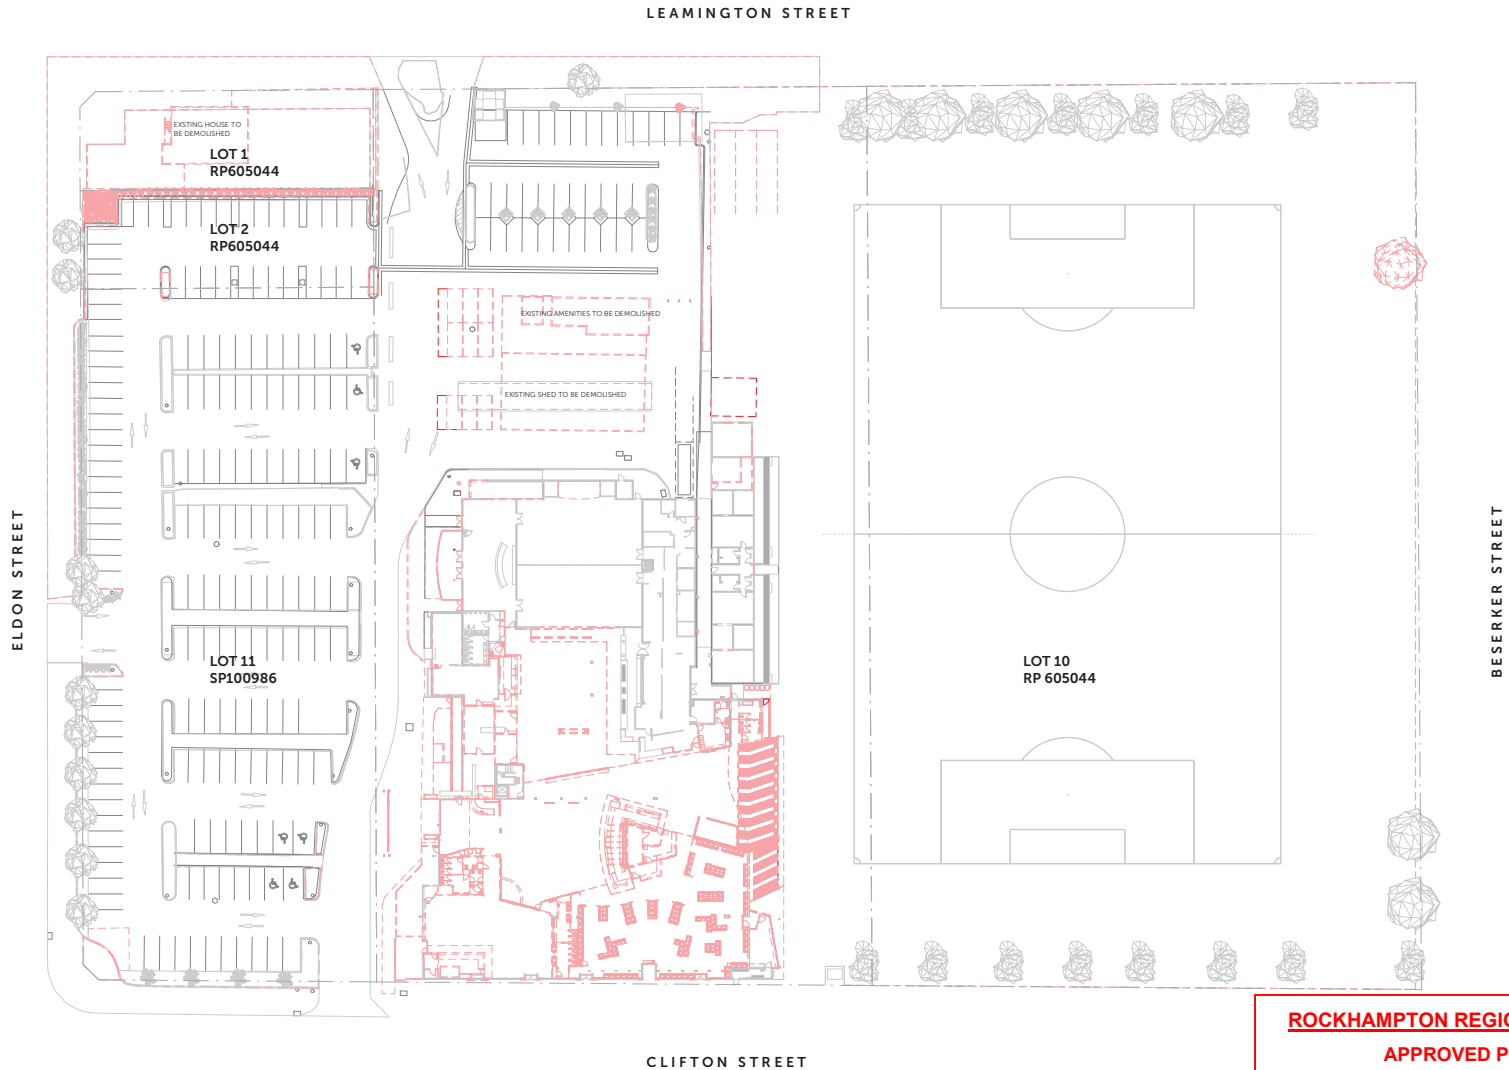 LEAMINGTON STREET
EXSTING HOUSE TO
BE DEMOLISHED
LOT 1
RP605044
LOT 2
RP605044
EXISTING AMENITIES TO BE DEMOLISHED
EXISTING SHED TO BE DEMOLISHED
ELDON STREET
BESERKER STREET
LOT 11
SP100986
LOT 10
RP 605044
ROCKHAMPTON REGIO
APPROVED P
CLIFTON STREET